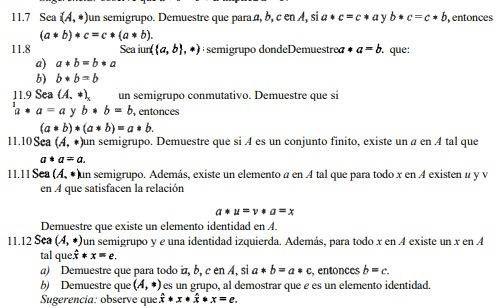 11.7 Sea (A, *)un semigrupo. Demuestre que para a, b, c en A, si a * c = c * a y b * c = c * b, entonces
(a * b) * c = c * (a * b).
11.8 Sea iun({a, b}, *) semigrupo dondeDemuestre a * a = b. que:
a) a * b = b * a
b) b * b = b
11.9 Sea (A, *) un semigrupo conmutativo. Demuestre que si
a * a = a y b * b = b, entonces
(a * b) * (a * b) = a * b.
11.10 Sea (A, *)un semigrupo. Demuestre que si A es un conjunto finito, existe un a en A tal que
a * a = a.
11.11 Sea (A, *)un semigrupo. Además, existe un elemento a en A tal que para todo x en A existen u y v
en A que satisfacen la relación
a * u = v * a = x
Demuestre que existe un elemento identidad en A.
11.12 Sea (A, *)un semigrupo y e una identidad izquierda. Además, para todo x en A existe un x en A
tal que x̂ * x = e.
a) Demuestre que para todo a, b, c en A, si a * b = a * c, entonces b = c.
b) Demuestre que (A, *) es un grupo, al demostrar que e es un elemento identidad.
Sugerencia: observe que x̂ * x * x̂ * x = e.